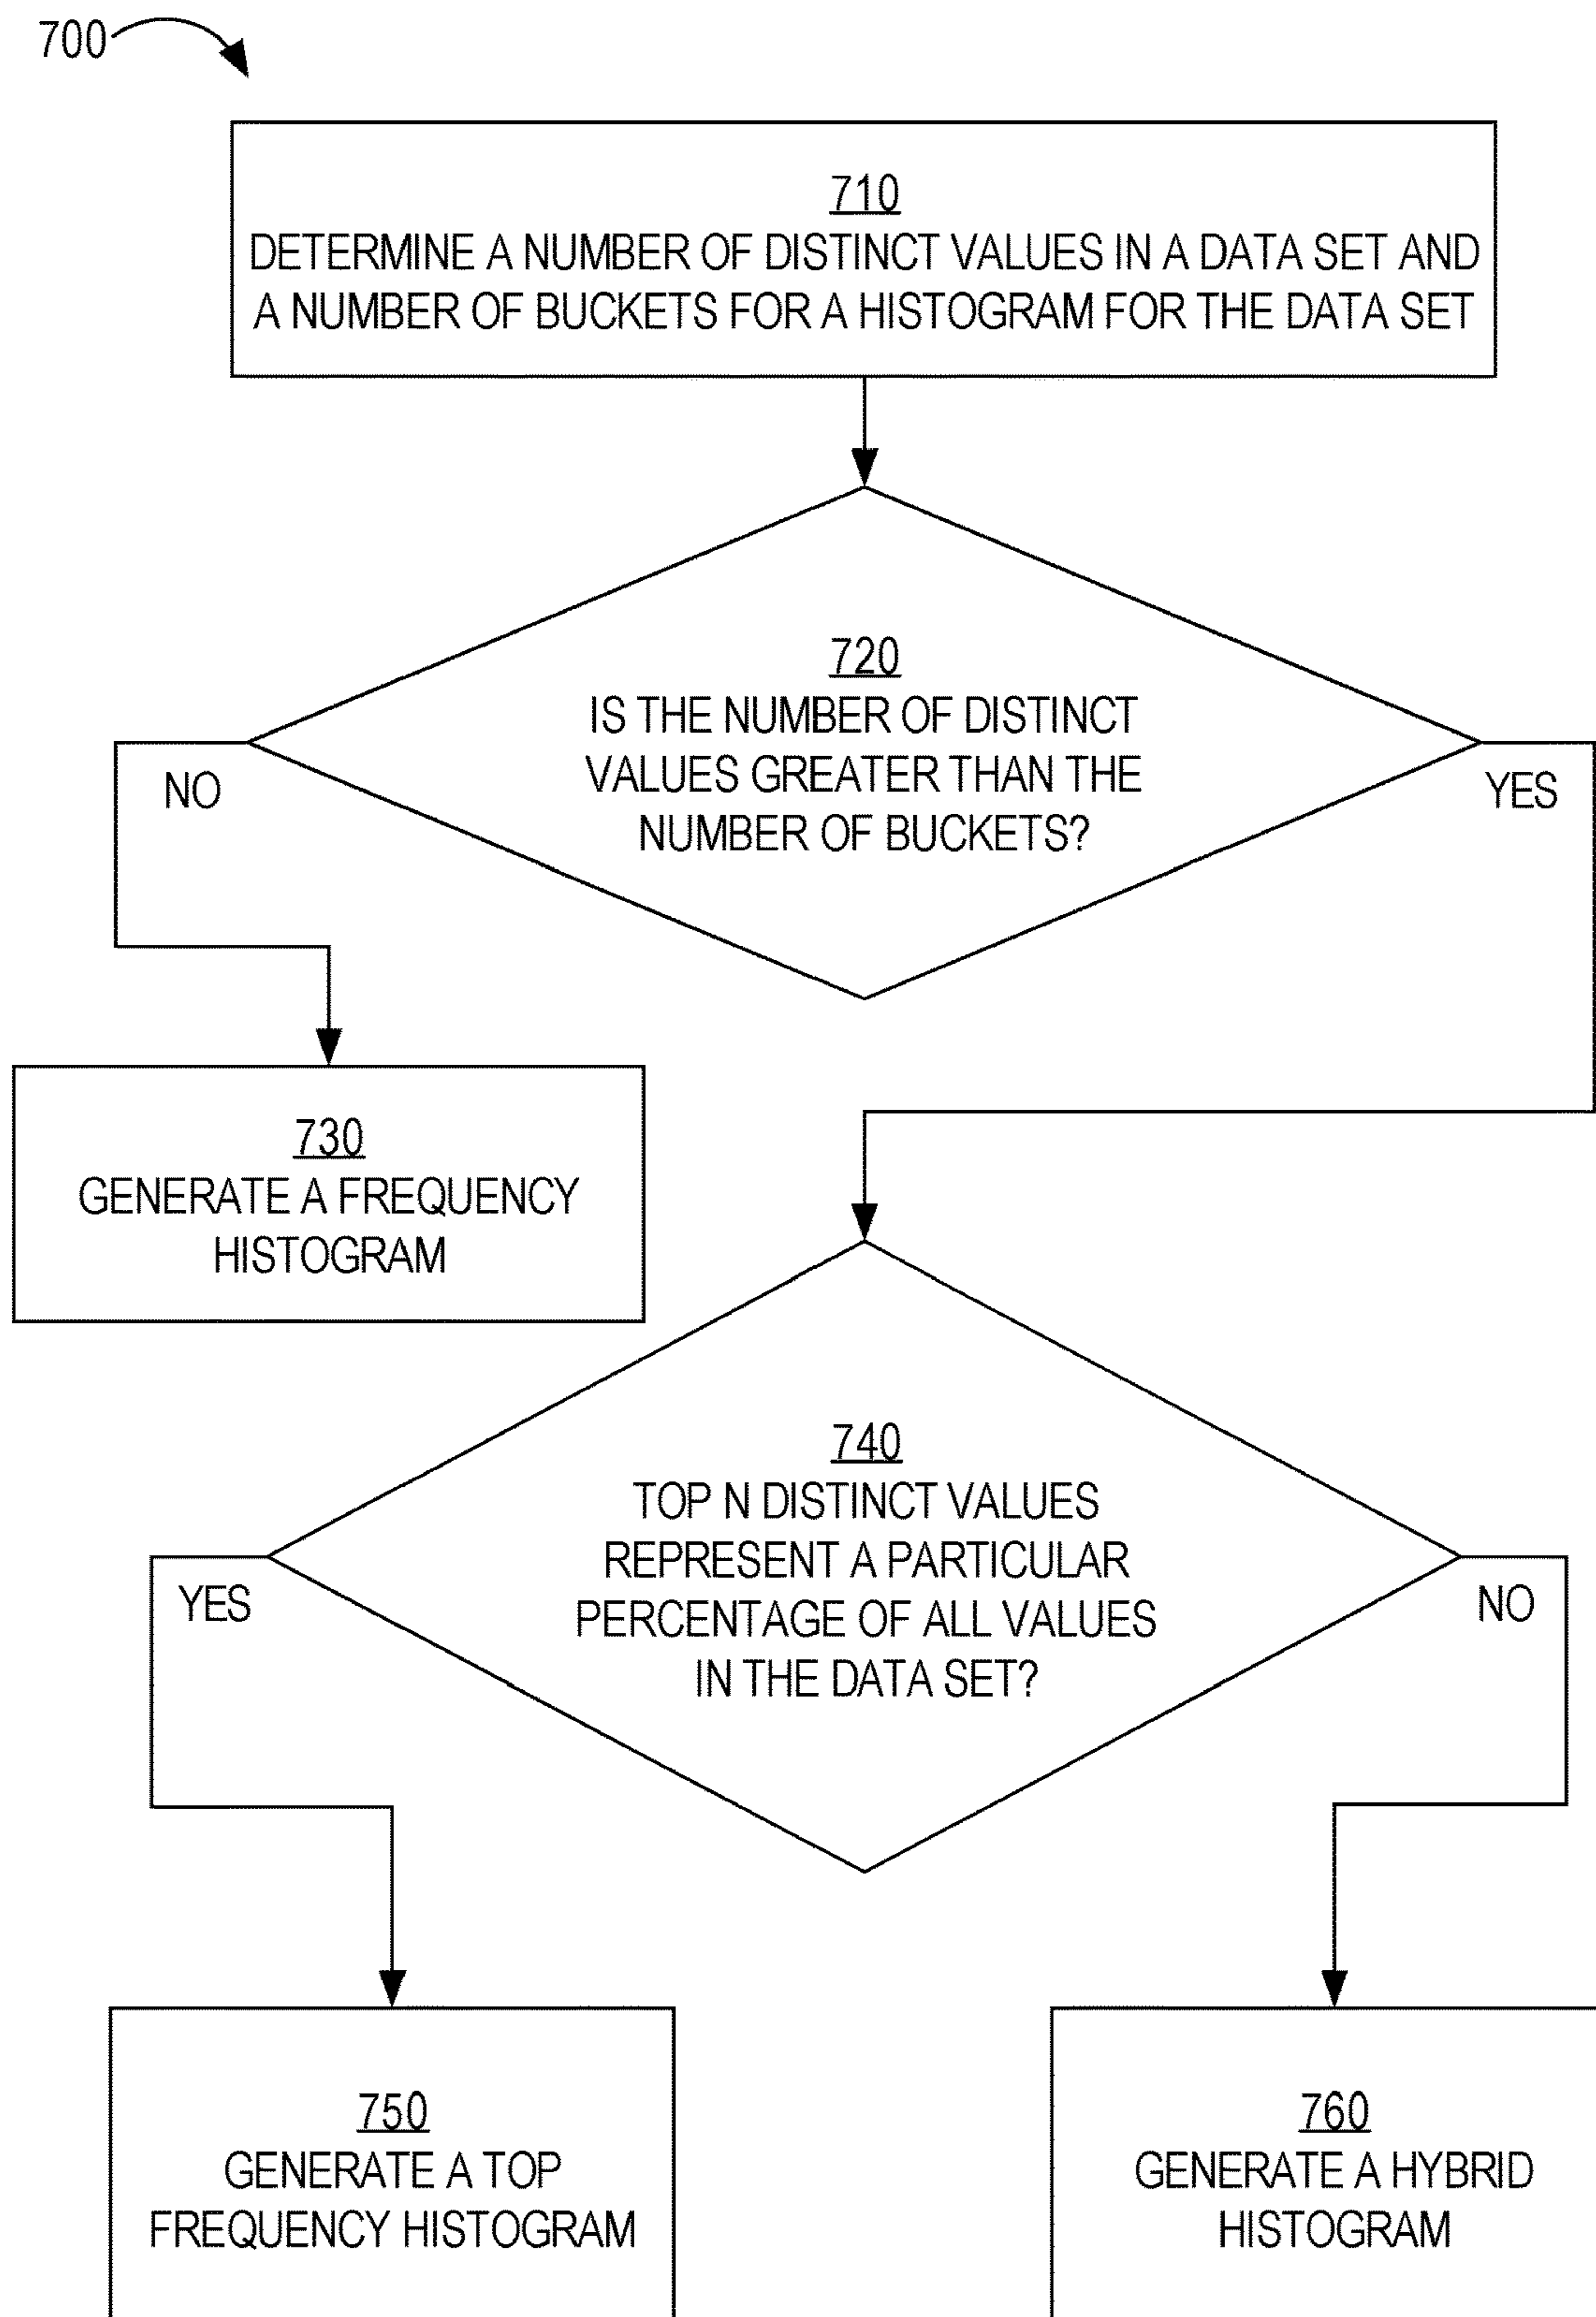 700
710
DETERMINE A NUMBER OF DISTINCT VALUES IN A DATA SET AND
A NUMBER OF BUCKETS FOR A HISTOGRAM FOR THE DATA SET
720
IS THE NUMBER OF DISTINCT
VALUES GREATER THAN THE
NUMBER OF BUCKETS?
NO
YES
730
GENERATE A FREQUENCY
HISTOGRAM
740
TOP N DISTINCT VALUES
REPRESENT A PARTICULAR
PERCENTAGE OF ALL VALUES
IN THE DATA SET?
YES
NO
750
GENERATE A TOP
FREQUENCY HISTOGRAM
760
GENERATE A HYBRID
HISTOGRAM